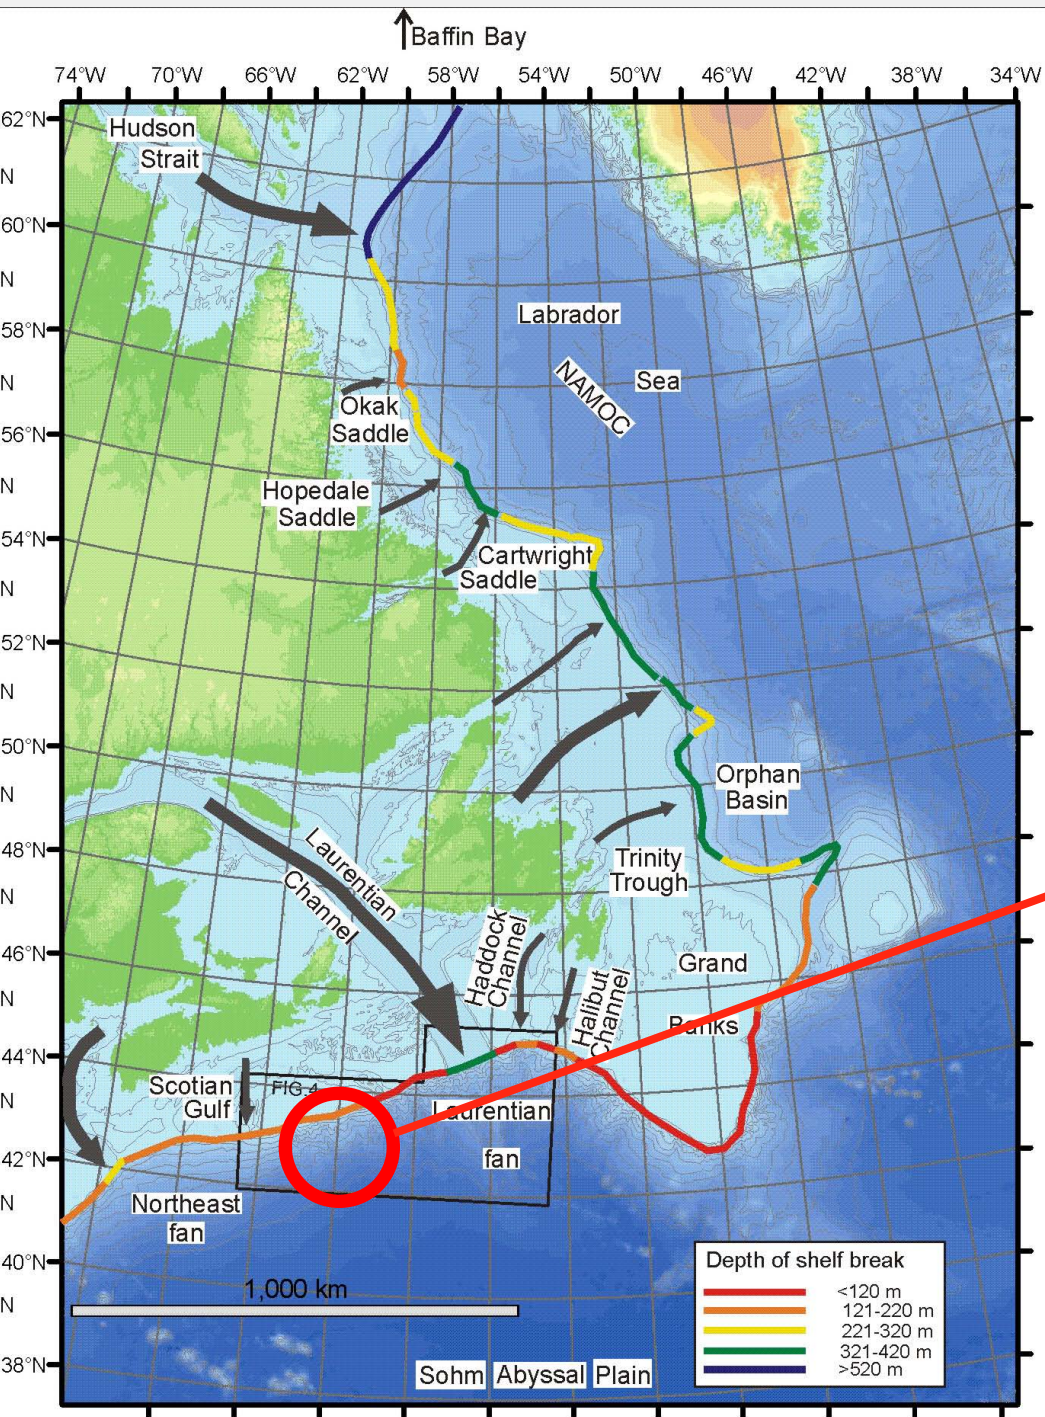 Baffin Bay
74°W 70°W 66°W 62°W 58°W 54°W 50°W 46°W 42°W 38°W 34°W
62°N
Hudson
Strait
N
60°N
N
Labrador
58°N
Sea
N
NAMOC
Okak
Saddle
56°N
Hopedale
Saddle
N
54°N
Cartwright
Saddle
N
52°N
N
50°N
Orphan
Basin
N
Laurentian
Channel
48°N
Trinity
Trough
N
Haddock
Channel
Halibut
Channel
46°N
Grand
Banks
N
44°N
Scotian
Gulf
FIG.4
N
Laurentian
fan
42°N
Northeast
fan
N
40°N
1,000 km
N
38°N
Sohm Abyssal Plain
Depth of shelf break
<120 m
121-220 m
221-320 m
321-420 m
>520 m